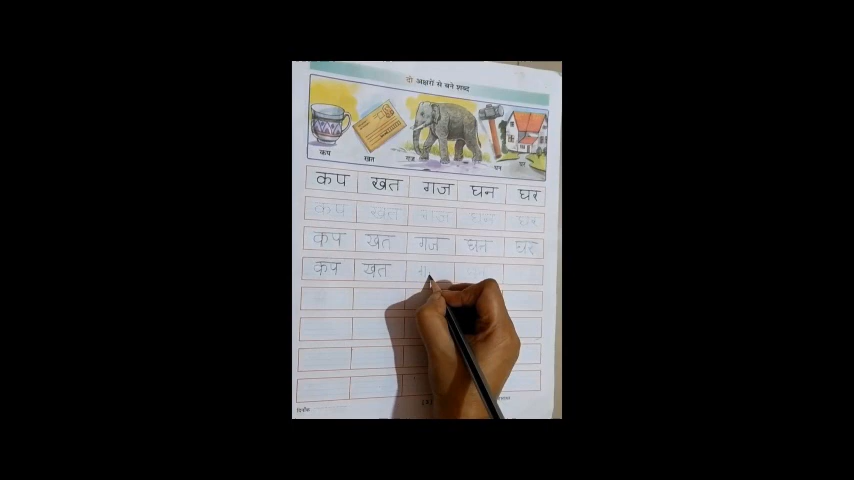 दो अक्षरों से बने शब्द
कप खत गज घन घर
कप खत गज घन घर
कप खत गज घन घर
कप खत गज घन घर
कप खत ग
दिनाँक